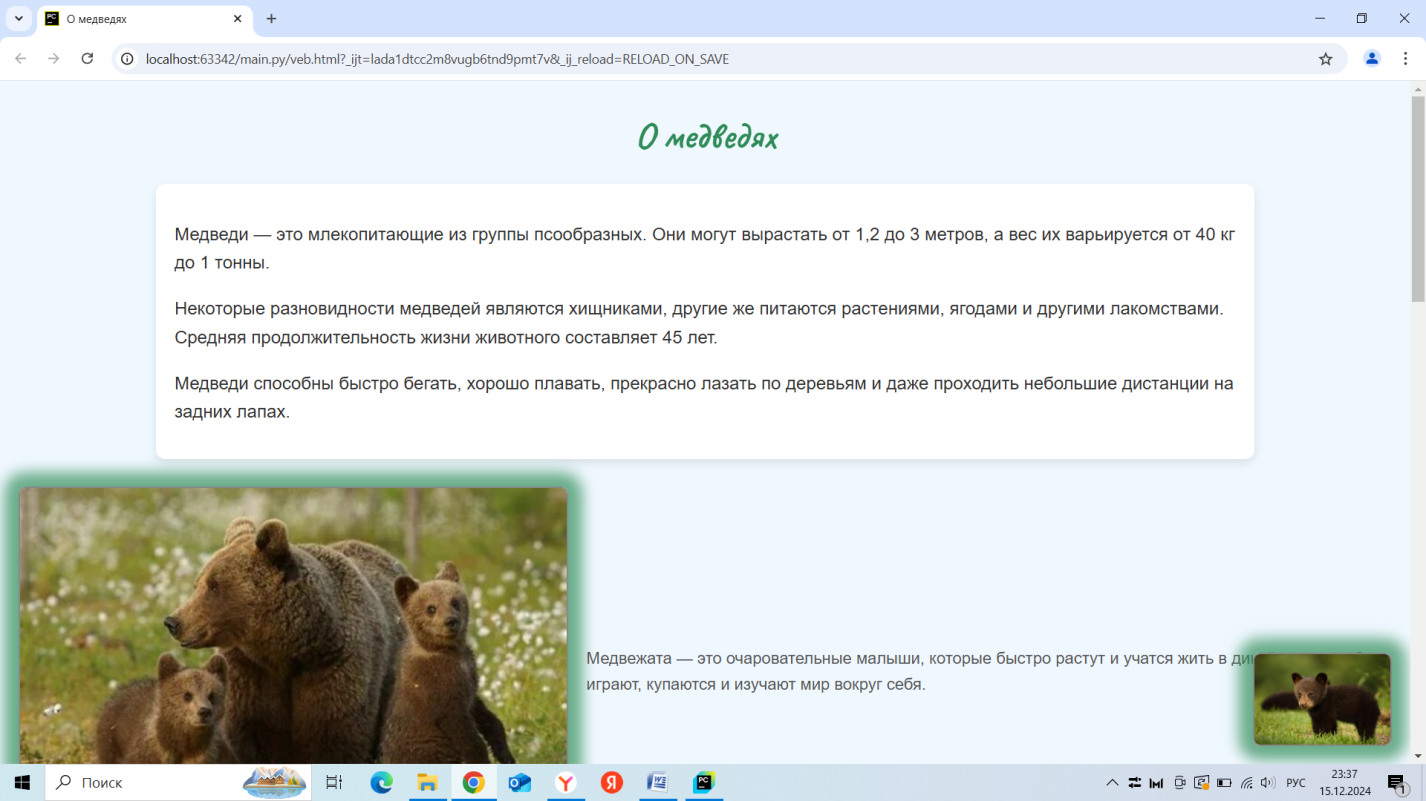 О медведях
localhost:63342/main.py/veb.html?_ijt=lada1dtcc2m8vugb6tnd9pmt7v&_ij_reload=RELOAD_ON_SAVE
О медведях
Медведи — это млекопитающие из группы псообразных. Они могут вырастать от 1,2 до 3 метров, а вес их варьируется от 40 кг
до 1 тонны.
Некоторые разновидности медведей являются хищниками, другие же питаются растениями, ягодами и другими лакомствами.
Средняя продолжительность жизни животного составляет 45 лет.
Медведи способны быстро бегать, хорошо плавать, прекрасно лазать по деревьям и даже проходить небольшие дистанции на
задних лапах.
Медвежата — это очаровательные малыши, которые быстро растут и учатся жить в
играют, купаются и изучают мир вокруг себя.
Поиск
РУС
23:37
15.12.2024
1